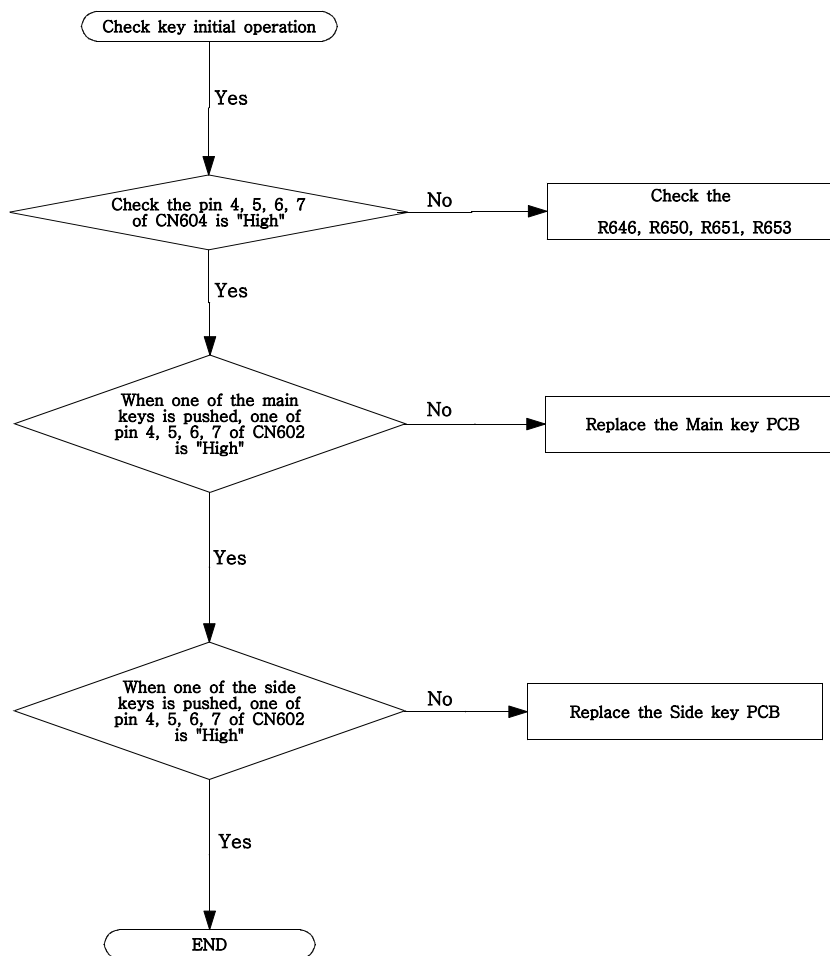 Check key initial operation
Yes
Check the pin 4, 5, 6, 7
of CN604 is "High"
No
Check the
R646, R650, R651, R653
Yes
When one of the main
keys is pushed, one of
pin 4, 5, 6, 7 of CN602
is "High"
No
Replace the Main key PCB
Yes
When one of the side
keys is pushed, one of
pin 4, 5, 6, 7 of CN602
is "High"
No
Replace the Side key PCB
Yes
END